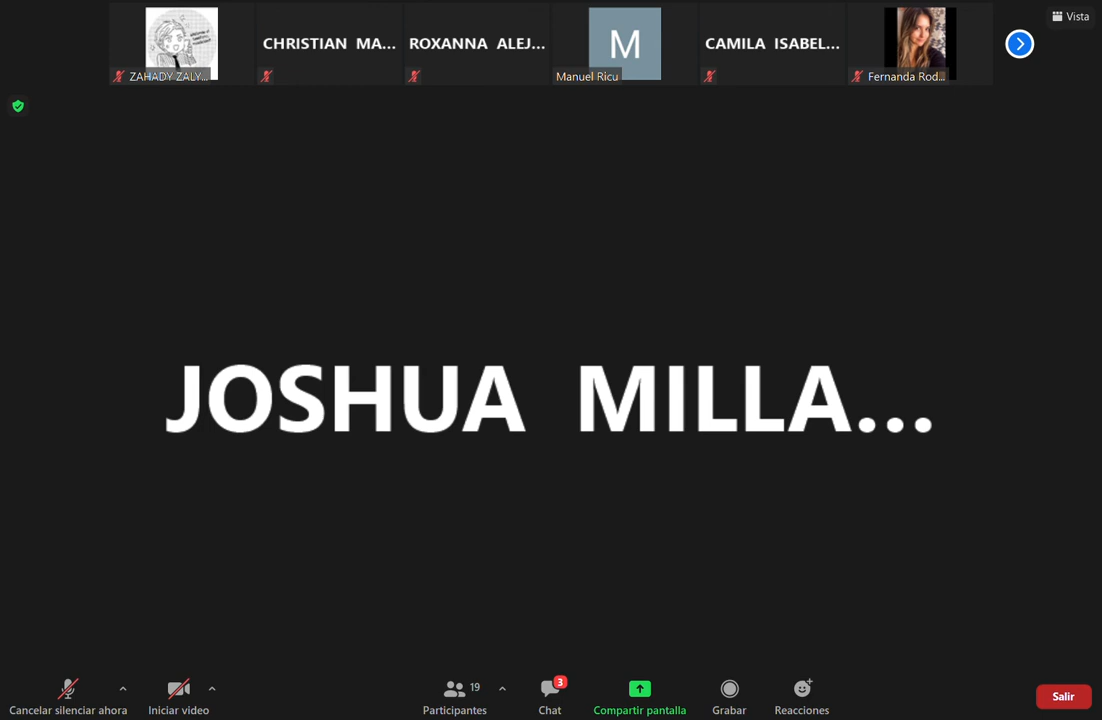 CHRISTIAN MA...
ROXANNA ALEJ...
M
CAMILA ISABEL...
Vista
ZAHADY ZALY...
Manuel Ricu
Fernanda Rod...
JOSHUA MILLA...
19
3
Cancelar silenciar ahora
Iniciar video
Participantes
Chat
Compartir pantalla
Grabar
Reacciones
Salir